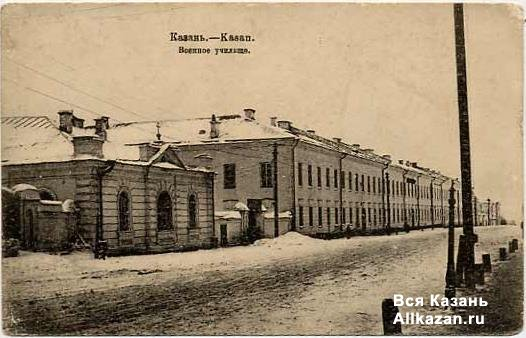 Казань.—Kasan.
Военное училище.
Вся Казань
Allkazan.ru